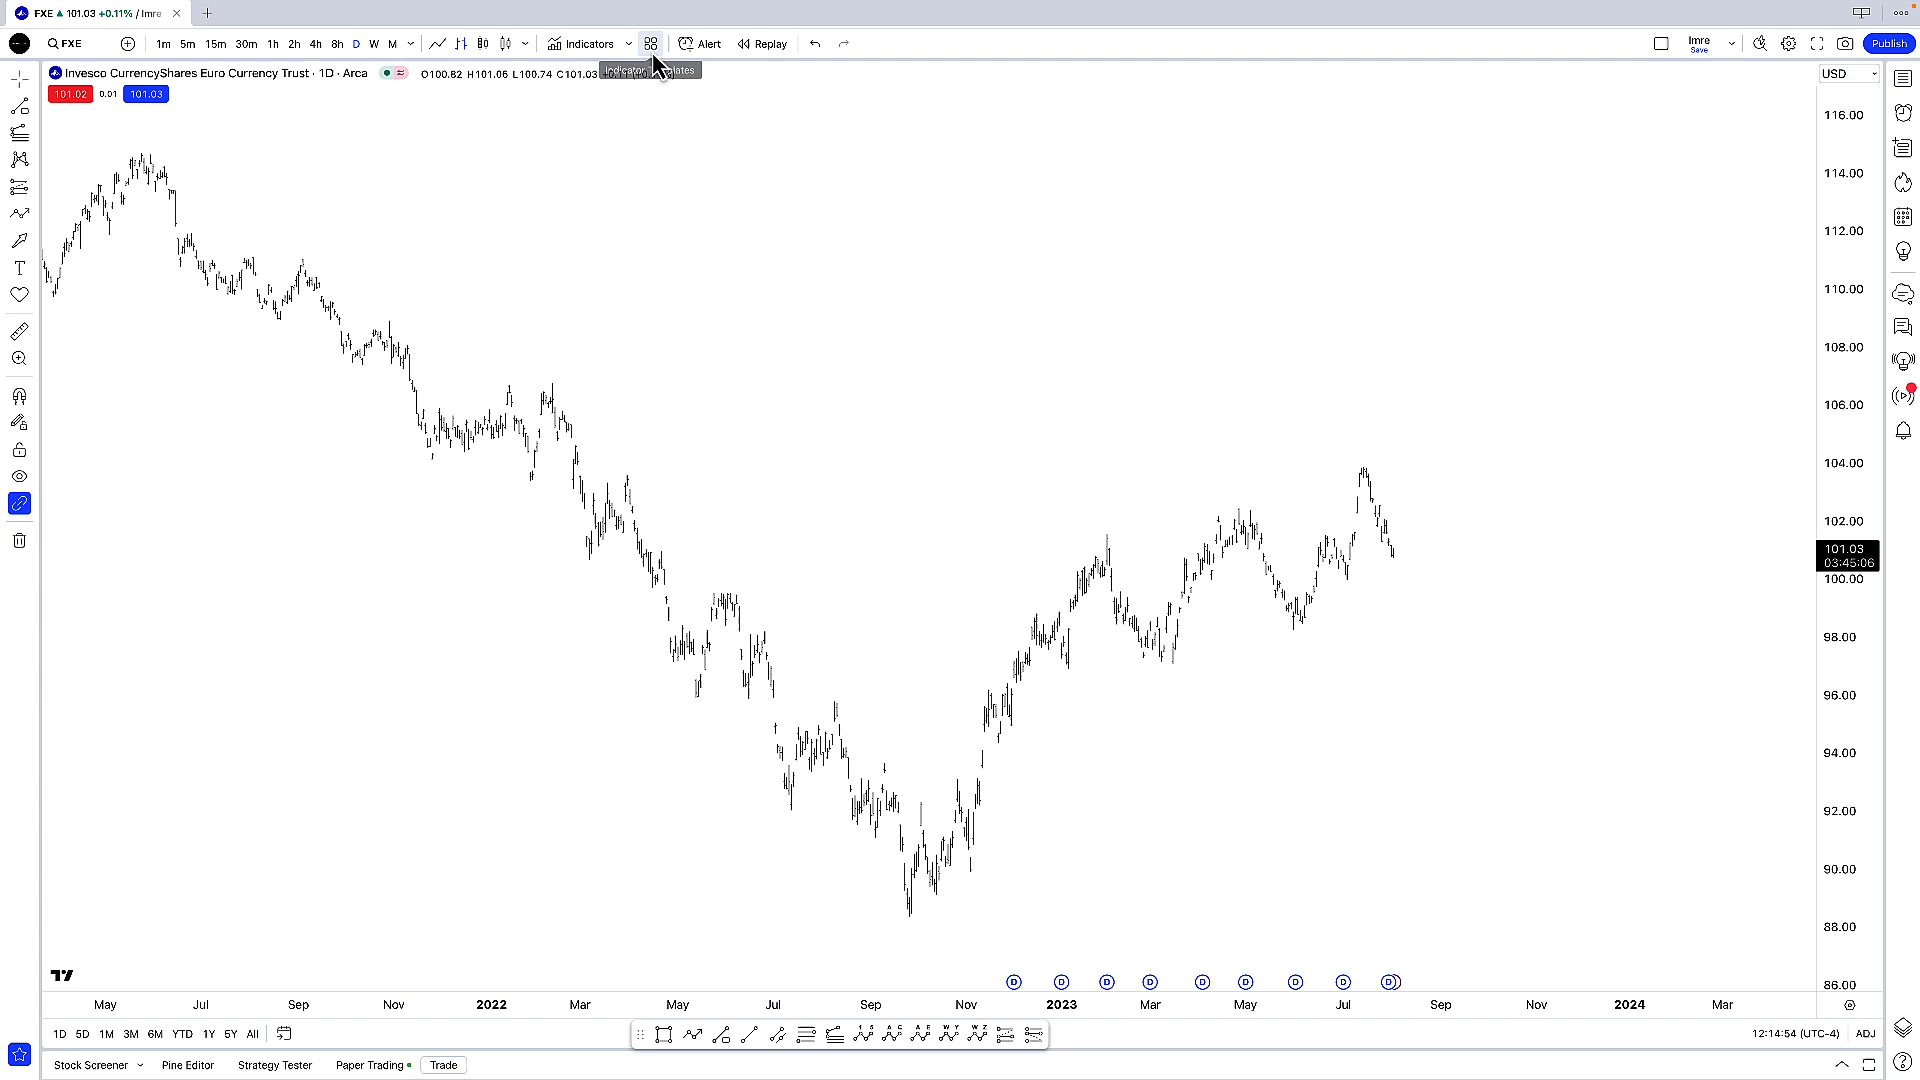 FXE ▲ 101.03 +0.11% / Imre
FXE 1m 5m 15m 30m 1h 2h 4h 8h D W M Indicators Alert Replay Imre Save Publish
Invesco CurrencyShares Euro Currency Trust · 1D · Arca O100.82 H101.06 L100.74 C101.03
101.02 0.01 101.03
USD
116.00
114.00
112.00
110.00
108.00
106.00
104.00
102.00
101.03
03:45:06
100.00
98.00
96.00
94.00
92.00
90.00
88.00
86.00
D D D D D D D D D
May Jul Sep Nov 2022 Mar May Jul Sep Nov 2023 Mar May Jul Sep Nov 2024 Mar
1D 5D 1M 3M 6M YTD 1Y 5Y All 12:14:54 (UTC-4) ADJ
Stock Screener Pine Editor Strategy Tester Paper Trading Trade